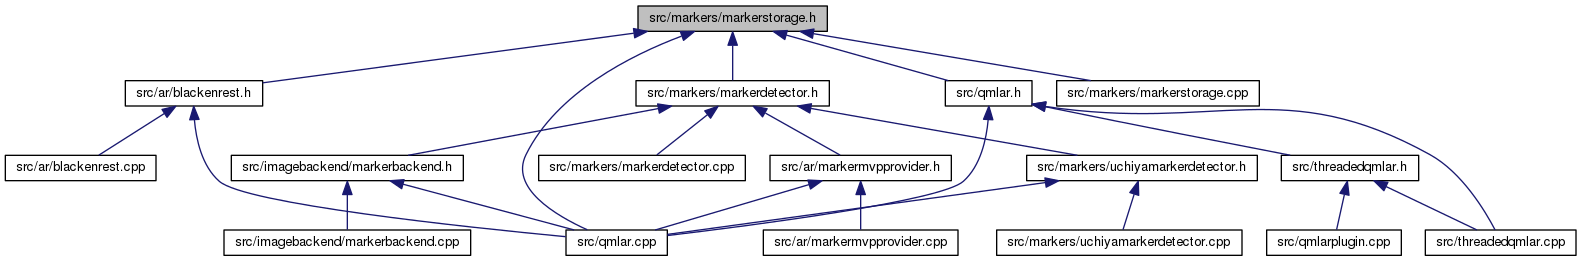 src/markers/markerstorage.h
src/ar/blackenrest.h
src/markers/markerdetector.h
src/qmlar.h
src/markers/markerstorage.cpp
src/ar/blackenrest.cpp
src/imagebackend/markerbackend.h
src/markers/markerdetector.cpp
src/ar/markermvpprovider.h
src/markers/uchiyamarkerdetector.h
src/threadedqmlar.h
src/imagebackend/markerbackend.cpp
src/qmlar.cpp
src/ar/markermvpprovider.cpp
src/markers/uchiyamarkerdetector.cpp
src/qmlarplugin.cpp
src/threadedqmlar.cpp